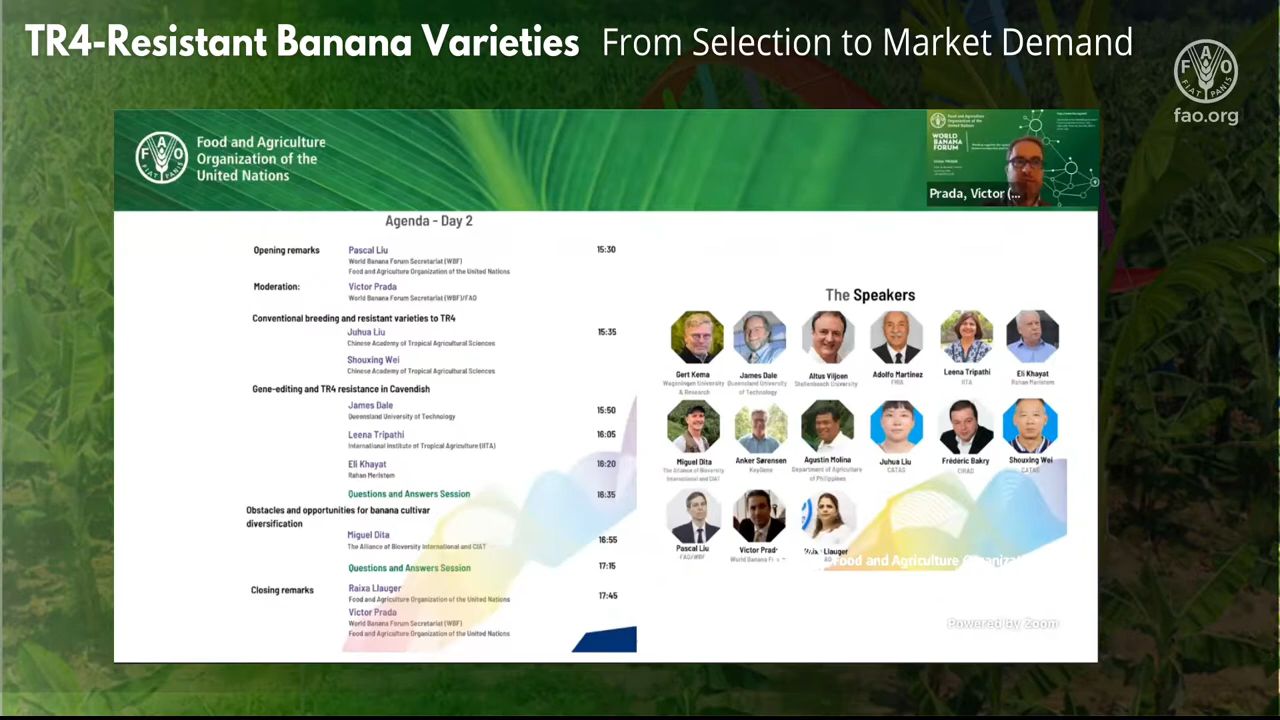 TR4-Resistant Banana Varieties From Selection to Market Demand
FAO
FIAT PANIS
fao.org
Food and Agriculture
Organization of the
United Nations
WORLD
BANANA
FORUM
Prada, Victor (...
Agenda - Day 2
Opening remarks Pascal Liu 15:30
World Banana Forum Secretariat (WBF)
Food and Agriculture Organization of the United Nations
Moderation: Victor Prada
World Banana Forum Secretariat (WBF)/FAO
Conventional breeding and resistant varieties to TR4
Juhua Liu 15:35
Chinese Academy of Tropical Agricultural Sciences
Shouxing Wei
Chinese Academy of Tropical Agricultural Sciences
Gene-editing and TR4 resistance in Cavendish
James Dale 15:50
Queensland University of Technology
Leena Tripathi 16:05
International Institute of Tropical Agriculture (IITA)
Eli Khayat 16:20
Rahan Meristem
Questions and Answers Session 16:35
Obstacles and opportunities for banana cultivar
diversification
Miguel Dita 16:55
The Alliance of Bioversity International and CIAT
Questions and Answers Session 17:15
Closing remarks Raixa Llauger 17:45
Food and Agriculture Organization of the United Nations
Victor Prada
World Banana Forum Secretariat (WBF)
Food and Agriculture Organization of the United Nations
The Speakers
Gert Kema James Dale Altus Viljoen Adolfo Martinez Leena Tripathi Eli Khayat
Wageningen University Queensland University Stellenbosch University FHIA IITA Rahan Meristem
& Research of Technology
Miguel Dita Anker Sørensen Agustin Molina Juhua Liu Frédéric Bakry Shouxing Wei
The Alliance of Bioversity KeyGene Department of Agriculture CATAS CIRAD CATAS
International and CIAT of Philippines
Pascal Liu Victor Prad Llauger
FAO/WBF World Banana
Food and Agriculture
Powered by Zoom